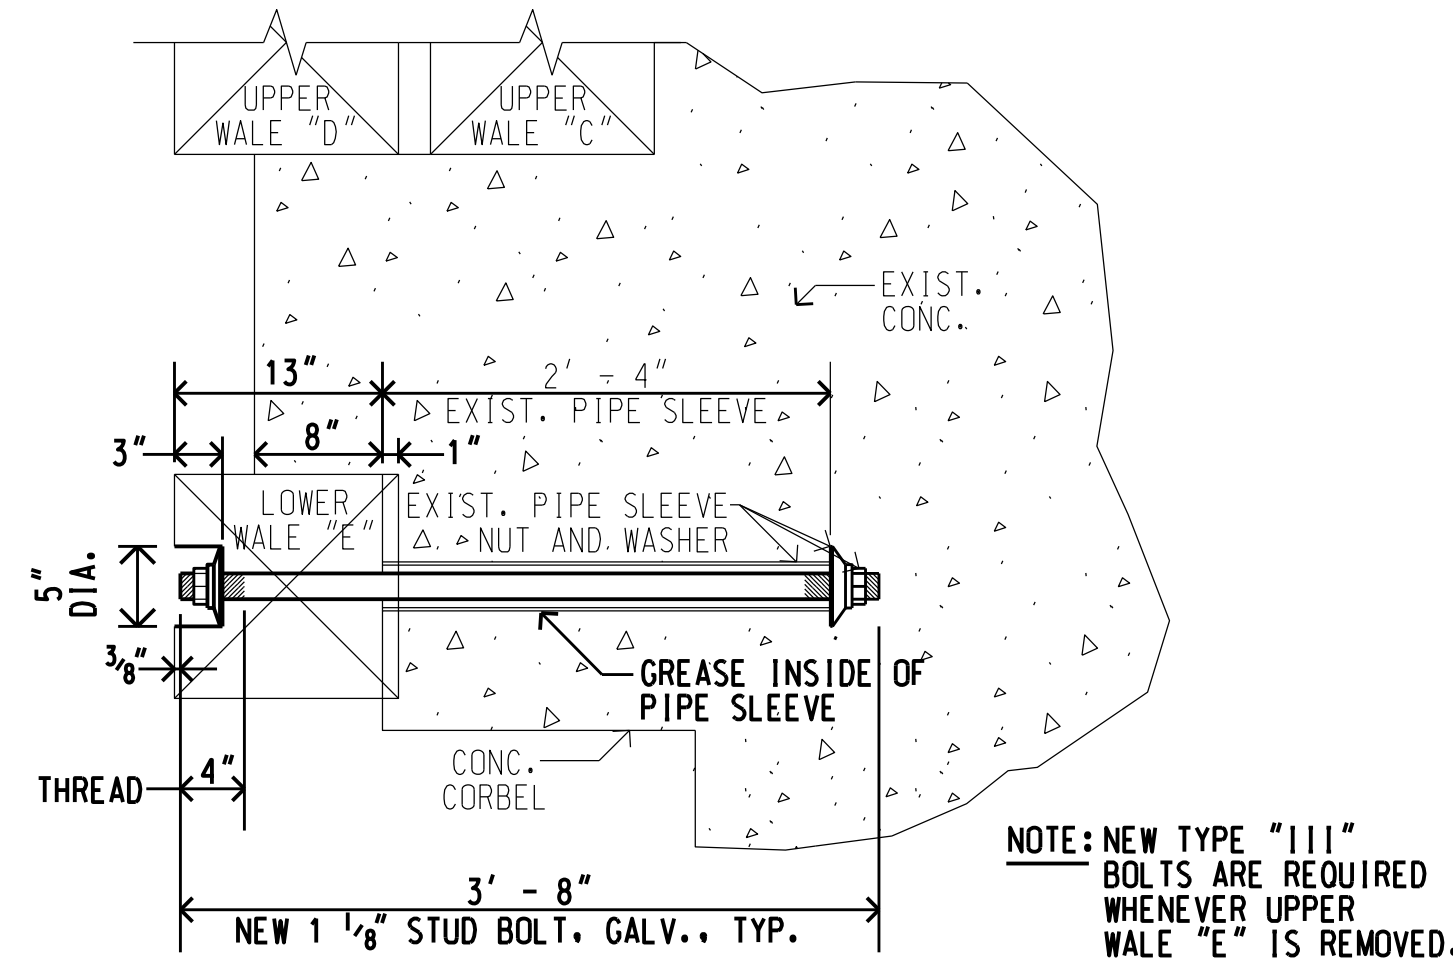 UPPER
WALE "D"
UPPER
WALE "C"
EXIST.
CONC.
13"
2' - 4"
EXIST. PIPE SLEEVE
3"
8"
1"
LOWER
WALE "E"
EXIST. PIPE SLEEVE
NUT AND WASHER
5"
DIA.
3/8"
GREASE INSIDE OF
PIPE SLEEVE
CONC.
CORBEL
THREAD
4"
3' - 8"
NEW 1 1/8" STUD BOLT, GALV., TYP.
NOTE: NEW TYPE "III"
BOLTS ARE REQUIRED
WHENEVER UPPER
WALE "E" IS REMOVED.